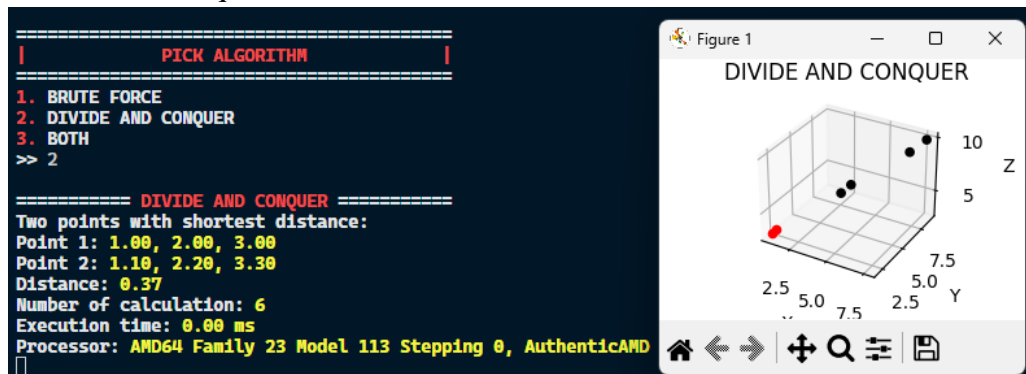 ==========================================
| PICK ALGORITHM |
==========================================
1. BRUTE FORCE
2. DIVIDE AND CONQUER
3. BOTH
>> 2
=========== DIVIDE AND CONQUER ===========
Two points with shortest distance:
Point 1: 1.00, 2.00, 3.00
Point 2: 1.10, 2.20, 3.30
Distance: 0.37
Number of calculation: 6
Execution time: 0.00 ms
Processor: AMD64 Family 23 Model 113 Stepping 0, AuthenticAMD
Figure 1
DIVIDE AND CONQUER
10
Z
5
7.5
5.0
Y
2.5
2.5
5.0
7.5